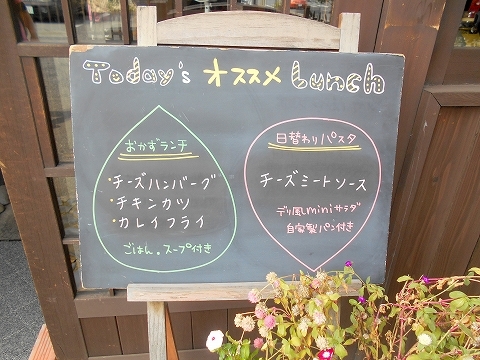 Today's オススメ Lunch
おかずランチ
・チーズハンバーグ
・チキンカツ
・カレイフライ
ごはん。スープ付き
日替わりパスタ
チーズミートソース
デリ風miniサラダ
自家製パン付き